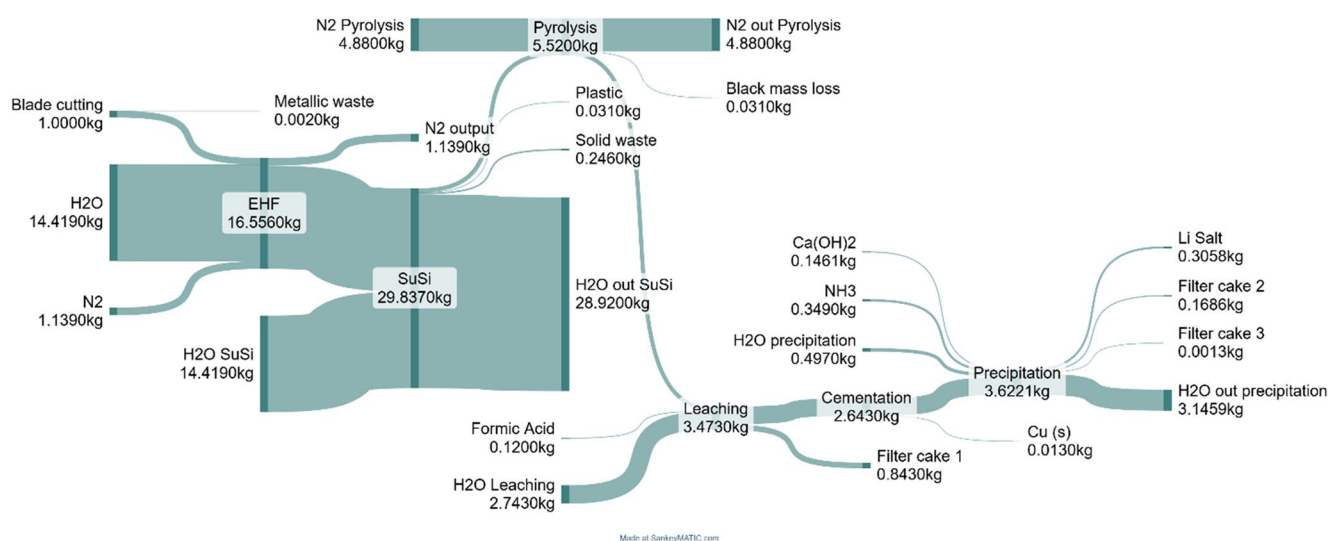 N2 Pyrolysis
4.8800kg
Pyrolysis
5.5200kg
N2 out Pyrolysis
4.8800kg
Blade cutting
1.0000kg
Metallic waste
0.0020kg
Plastic
0.0310kg
Black mass loss
0.0310kg
N2 output
1.1390kg
Solid waste
0.2460kg
H2O
14.4190kg
EHF
16.5560kg
SuSi
29.8370kg
H2O out SuSi
28.9200kg
N2
1.1390kg
H2O SuSi
14.4190kg
Ca(OH)2
0.1461kg
NH3
0.3490kg
H2O precipitation
0.4970kg
Li Salt
0.3058kg
Filter cake 2
0.1686kg
Filter cake 3
0.0013kg
Precipitation
3.6221kg
H2O out precipitation
3.1459kg
Leaching
3.4730kg
Cementation
2.6430kg
Formic Acid
0.1200kg
Cu (s)
0.0130kg
Filter cake 1
0.8430kg
H2O Leaching
2.7430kg
Made at SankeyMATIC.com